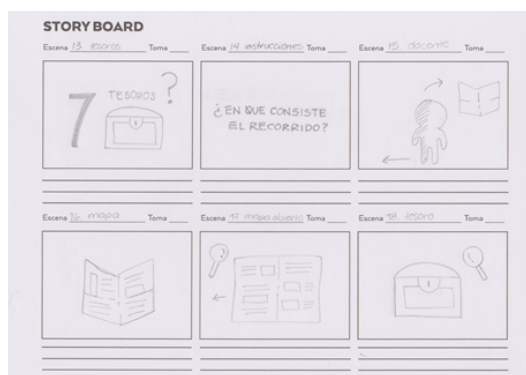 STORY BOARD
Escena 13. tesoros Toma
Escena 14 instrucciones Toma
Escena 15. docente Toma
7 TESOROS ?
¿EN QUE CONSISTE
EL RECORRIDO?
Escena 16. mapa Toma
Escena 17 mapa abierto Toma
Escena 18. tesoro Toma